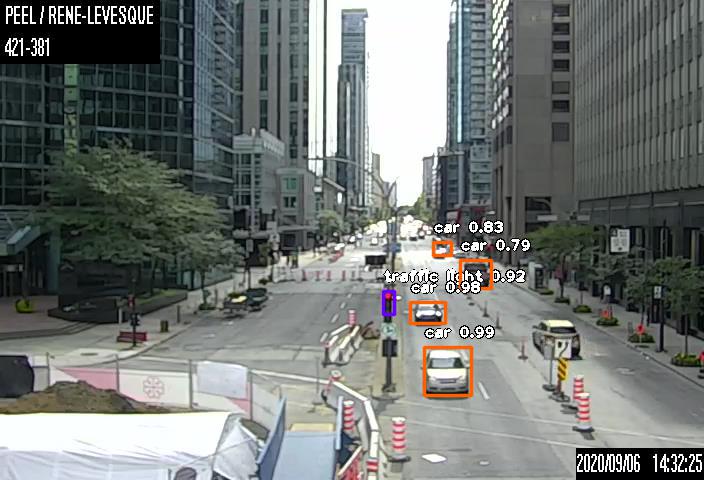 PEEL / RENE-LEVESQUE
421-381
car 0.83
car 0.79
traffic light 0.92
car 0.98
car 0.99
2020/09/06 14:32:25